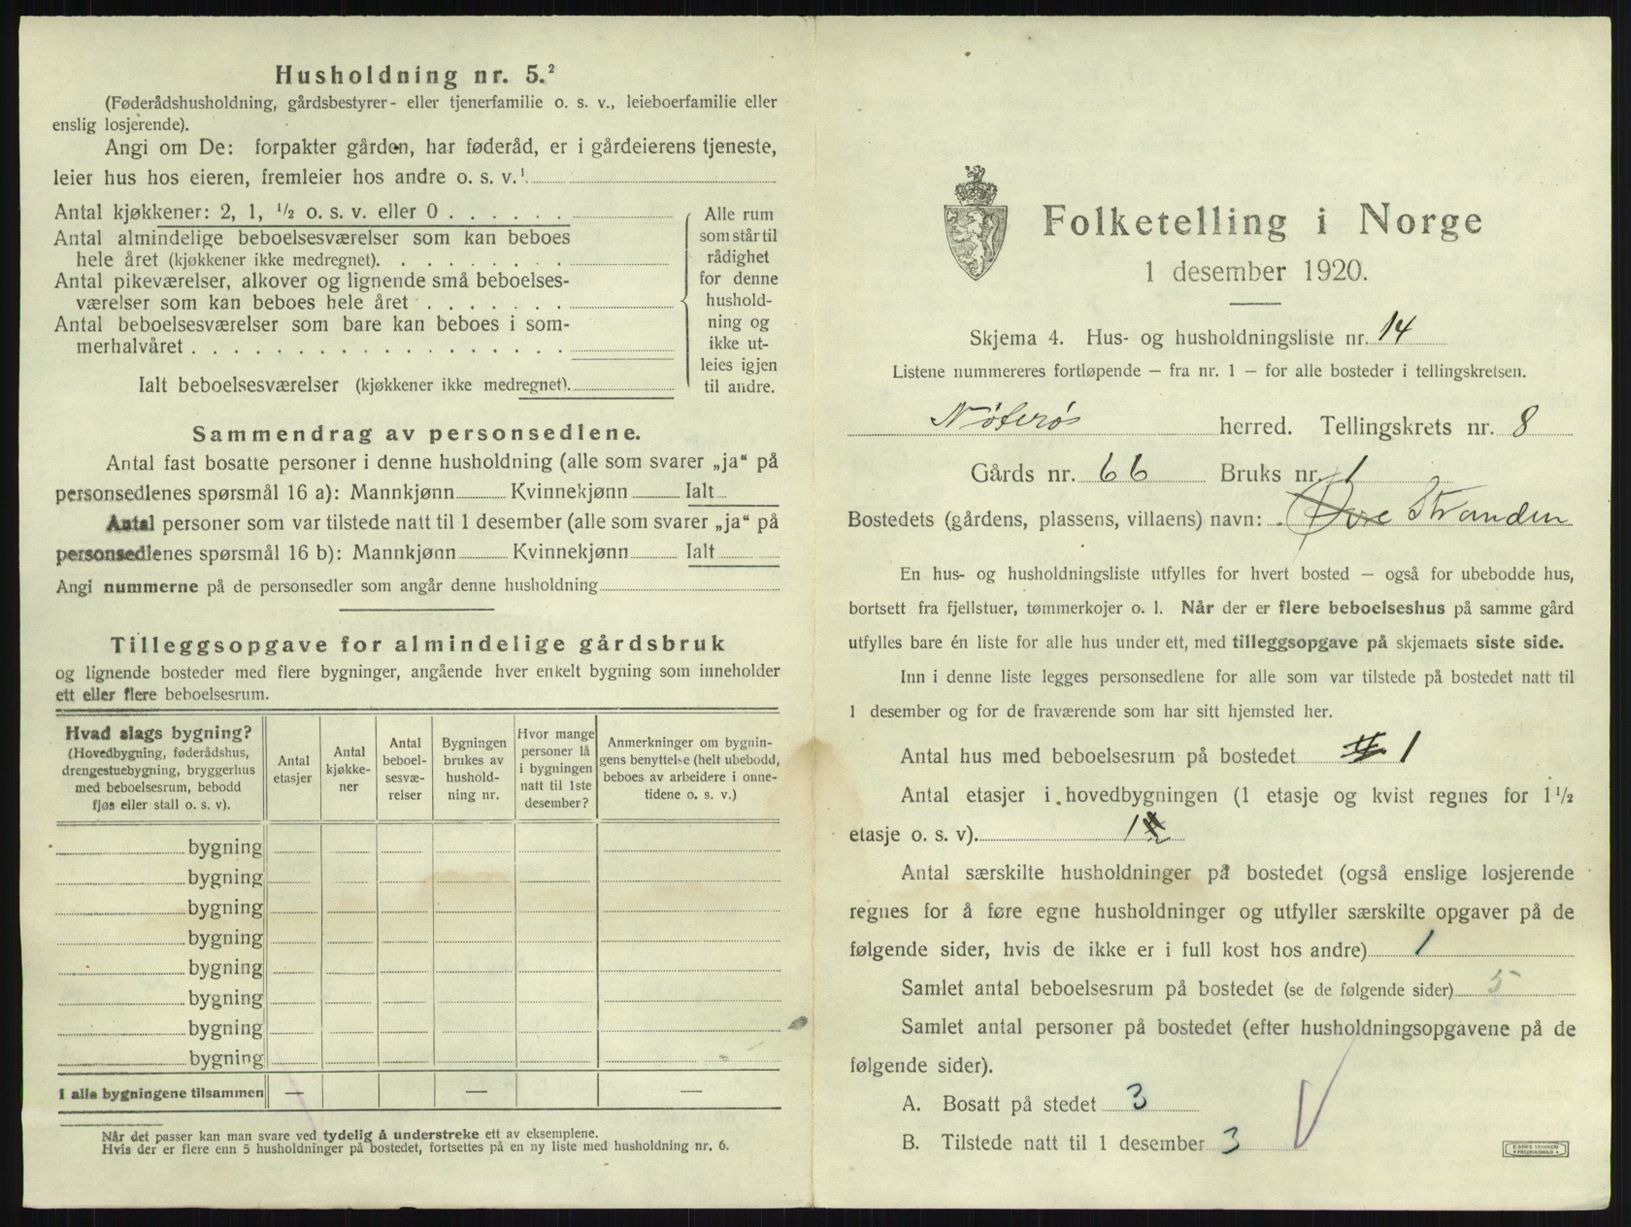 Husholdning nr. 5.²
(Føderådshusholdning, gårdsbestyrer- eller tjenerfamilie o. s. v., leieboerfamilie eller
enslig losjerende).
Angi om De: forpakter gården, har føderåd, er i gårdeierens tjeneste,
leier hus hos eieren, fremleier hos andre o. s. v.¹
Antal kjøkkener: 2, 1, ½ o. s. v. eller 0
Antal almindelige beboelsesværelser som kan beboes
hele året (kjøkkener ikke medregnet).
Antal pikeværelser, alkover og lignende små beboelses-
værelser som kan beboes hele året
Antal beboelsesværelser som bare kan beboes i som-
merhalvåret
Ialt beboelsesværelser (kjøkkener ikke medregnet).
Alle rum
som står til
rådighet
for denne
hushold-
ning og
ikke ut-
leies igjen
til andre.
Sammendrag av personsedlene.
Antal fast bosatte personer i denne husholdning (alle som svarer „ja“ på
personsedlenes spørsmål 16 a): Mannkjønn Kvinnekjønn Ialt
Antal personer som var tilstede natt til 1 desember (alle som svarer „ja“ på
personsedlenes spørsmål 16 b): Mannkjønn Kvinnekjønn Ialt
Angi nummerne på de personsedler som angår denne husholdning
Tilleggsopgave for almindelige gårdsbruk
og lignende bosteder med flere bygninger, angående hver enkelt bygning som inneholder
ett eller flere beboelsesrum.
Hvad slags bygning?
(Hovedbygning, føderådshus,
drengestuebygning, bryggerhus
med beboelsesrum, bebodd
fjøs eller stall o. s. v).
Antal
etasjer
Antal
kjøkke-
ner
Antal
beboel-
sesvæ-
relser
Bygningen
brukes av
hushold-
ning nr.
Hvor mange
personer lå
i bygningen
natt til 1ste
desember?
Anmerkninger om bygnin-
gens benyttelse (helt ubebodd,
beboes av arbeidere i onne-
tidene o. s. v.)
bygning
bygning
bygning
bygning
bygning
bygning
bygning
bygning
I alle bygningene tilsammen — — —
Når det passer kan man svare ved tydelig å understreke ett av eksemplene.
Hvis der er flere enn 5 husholdninger på bostedet, fortsettes på en ny liste med husholdning nr. 6.
Folketelling i Norge
1 desember 1920.
Skjema 4. Hus- og husholdningsliste nr. 14
Listene nummereres fortløpende — fra nr. 1 — for alle bosteder i tellingskretsen.
Nøterøs herred. Tellingskrets nr. 8
Gårds nr. 66 Bruks nr. 1
Bostedets (gårdens, plassens, villaens) navn: Øvre Stranden
En hus- og husholdningsliste utfylles for hvert bosted — også for ubebodde hus,
bortsett fra fjellstuer, tømmerkojer o. l. Når der er flere beboelseshus på samme gård
utfylles bare én liste for alle hus under ett, med tilleggsopgave på skjemaets siste side.
Inn i denne liste legges personsedlene for alle som var tilstede på bostedet natt til
1 desember og for de fraværende som har sitt hjemsted her.
Antal hus med beboelsesrum på bostedet 1
Antal etasjer i hovedbygningen (1 etasje og kvist regnes for 1 ½
etasje o. s. v). 1
Antal særskilte husholdninger på bostedet (også enslige losjerende
regnes for å føre egne husholdninger og utfyller særskilte opgaver på de
følgende sider, hvis de ikke er i full kost hos andre) 1
Samlet antal beboelsesrum på bostedet (se de følgende sider) 5
Samlet antal personer på bostedet (efter husholdningsopgavene på de
følgende sider).
A. Bosatt på stedet 3
B. Tilstede natt til 1 desember 3